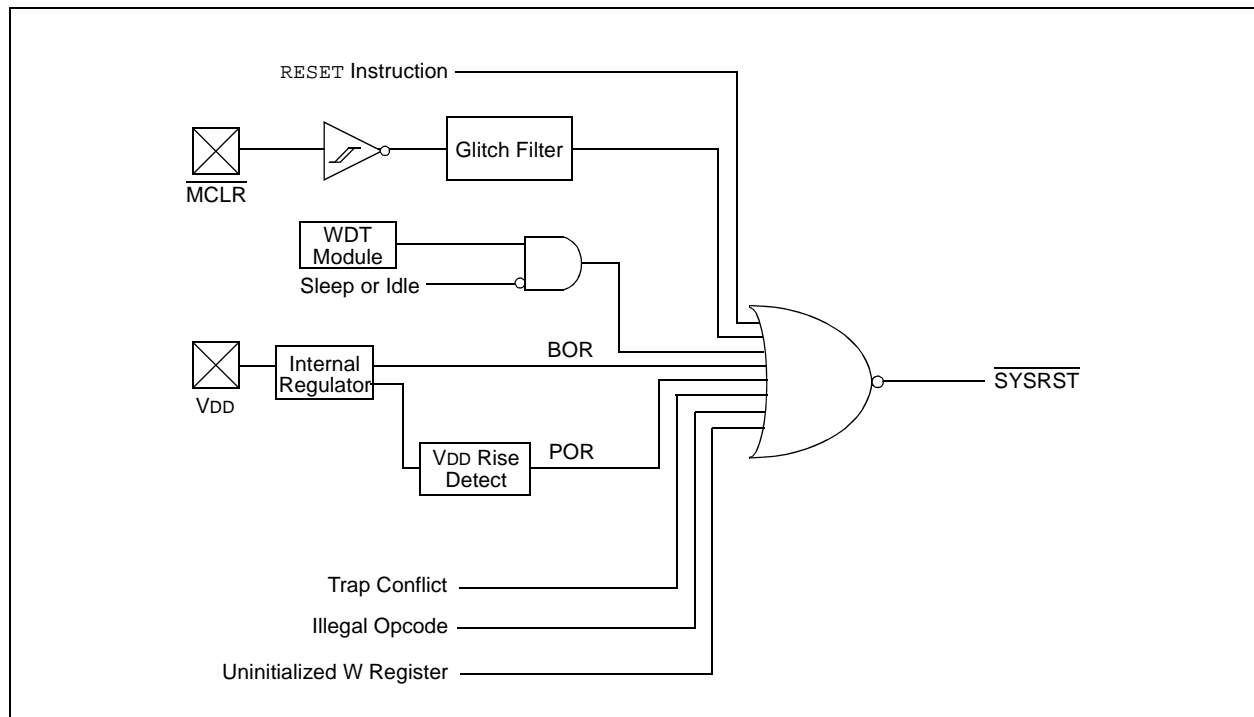 RESET Instruction
Glitch Filter
MCLR
WDT
Module
Sleep or Idle
BOR
Internal
Regulator
VDD
SYSRST
POR
VDD Rise
Detect
Trap Conflict
Illegal Opcode
Uninitialized W Register